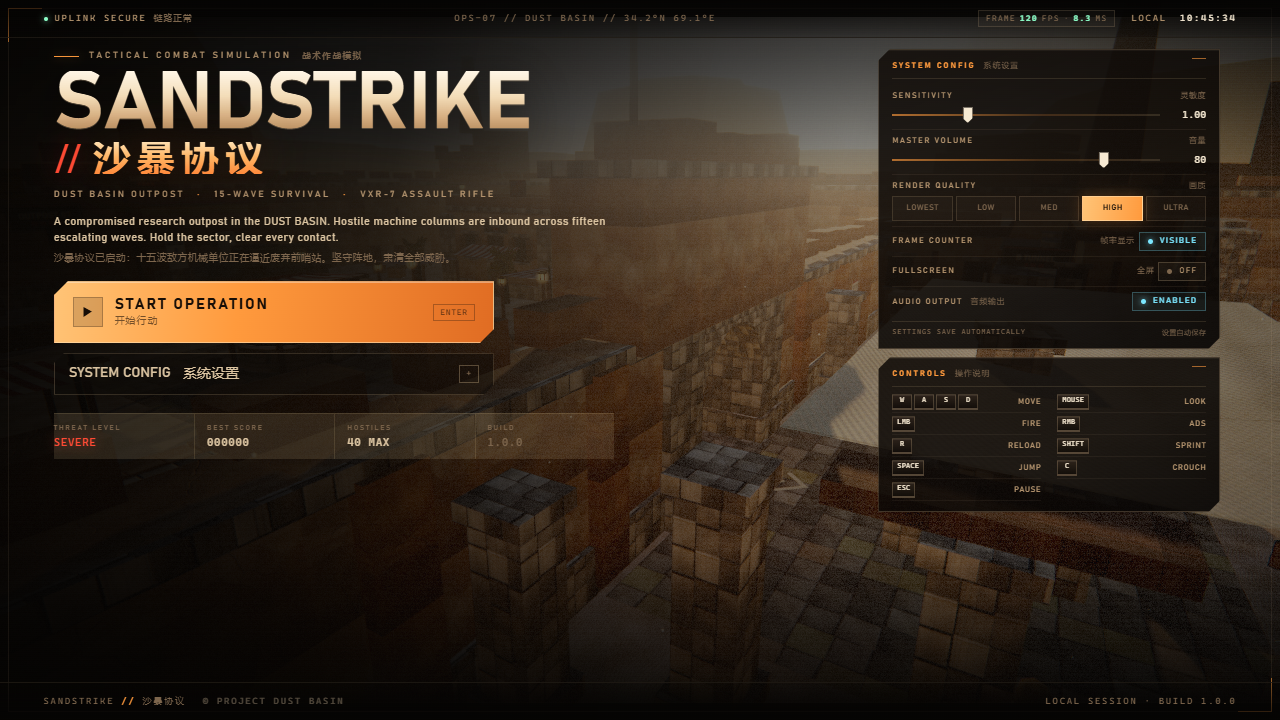 UPLINK SECURE 链路正常
OPS-07 // DUST BASIN // 34.2°N 69.1°E
FRAME 120 FPS · 8.3 MS
LOCAL 10:45:34
TACTICAL COMBAT SIMULATION 战术作战模拟
SANDSTRIKE
// 沙暴协议
DUST BASIN OUTPOST · 15-WAVE SURVIVAL · VXR-7 ASSAULT RIFLE
A compromised research outpost in the DUST BASIN. Hostile machine columns are inbound across fifteen
escalating waves. Hold the sector, clear every contact.
沙暴协议已启动：十五波敌方机械单位正在逼近废弃前哨站。坚守阵地，肃清全部威胁。
START OPERATION
开始行动
ENTER
SYSTEM CONFIG 系统设置
+
THREAT LEVEL
SEVERE
BEST SCORE
000000
HOSTILES
40 MAX
BUILD
1.0.0
SYSTEM CONFIG 系统设置
SENSITIVITY 灵敏度
1.00
MASTER VOLUME 音量
80
RENDER QUALITY 画质
LOWEST LOW MED HIGH ULTRA
FRAME COUNTER 帧率显示 VISIBLE
FULLSCREEN 全屏 OFF
AUDIO OUTPUT 音频输出 ENABLED
SETTINGS SAVE AUTOMATICALLY 设置自动保存
CONTROLS 操作说明
W A S D MOVE MOUSE LOOK
LMB FIRE RMB ADS
R RELOAD SHIFT SPRINT
SPACE JUMP C CROUCH
ESC PAUSE
SANDSTRIKE // 沙暴协议 © PROJECT DUST BASIN
LOCAL SESSION · BUILD 1.0.0